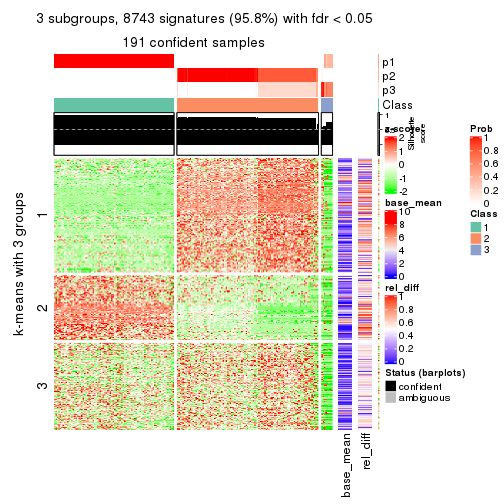 3 subgroups, 8743 signatures (95.8%) with fdr < 0.05
191 confident samples
p1
p2
p3
Class
1
Silhouette
score
k-means with 3 groups
1
2
3
base_mean
rel_diff
z-score
2
1
0
-1
-2
base_mean
10
8
6
4
2
0
rel_diff
1
0.8
0.6
0.4
0.2
0
Status (barplots)
confident
ambiguous
Prob
1
0.8
0.6
0.4
0.2
0
Class
1
2
3